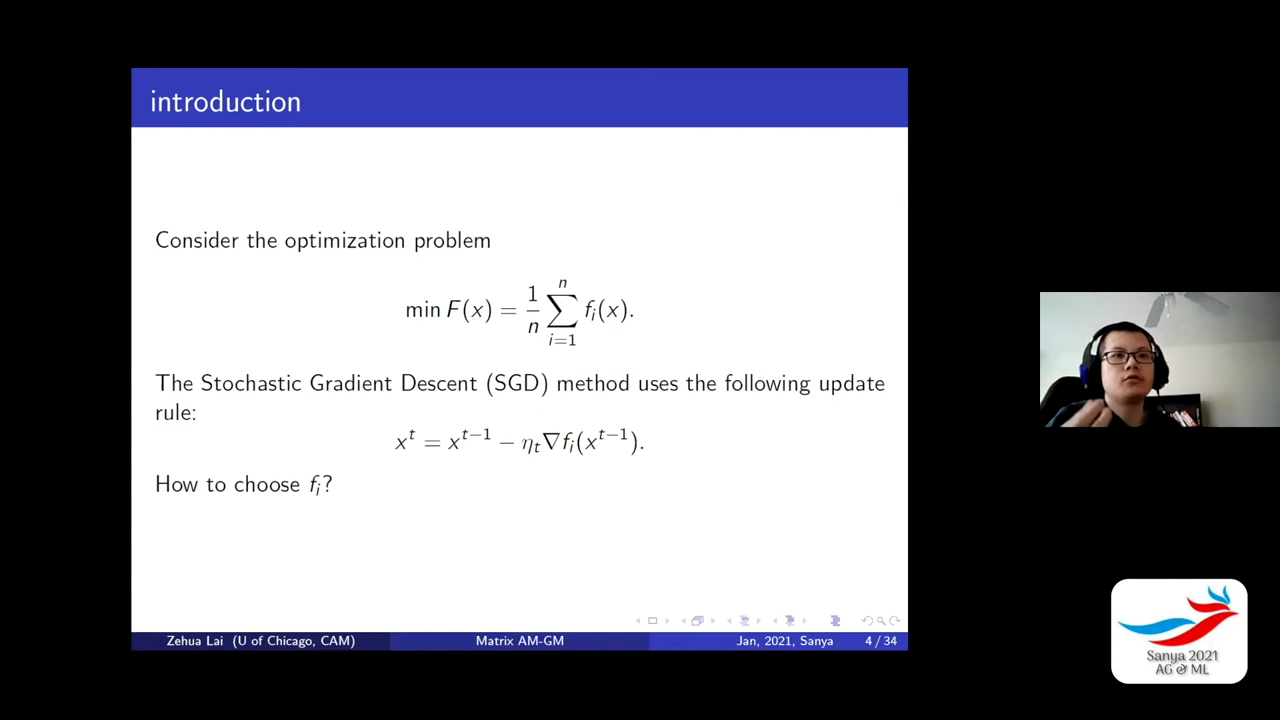 introduction
Consider the optimization problem
min F(x) = \frac{1}{n} \sum_{i=1}^{n} f_i(x).
The Stochastic Gradient Descent (SGD) method uses the following update
rule:
x^t = x^{t-1} − η_t ∇f_i(x^{t-1}).
How to choose f_i?
Zehua Lai (U of Chicago, CAM) Matrix AM-GM Jan, 2021, Sanya 4 / 34
Sanya 2021
AG & ML